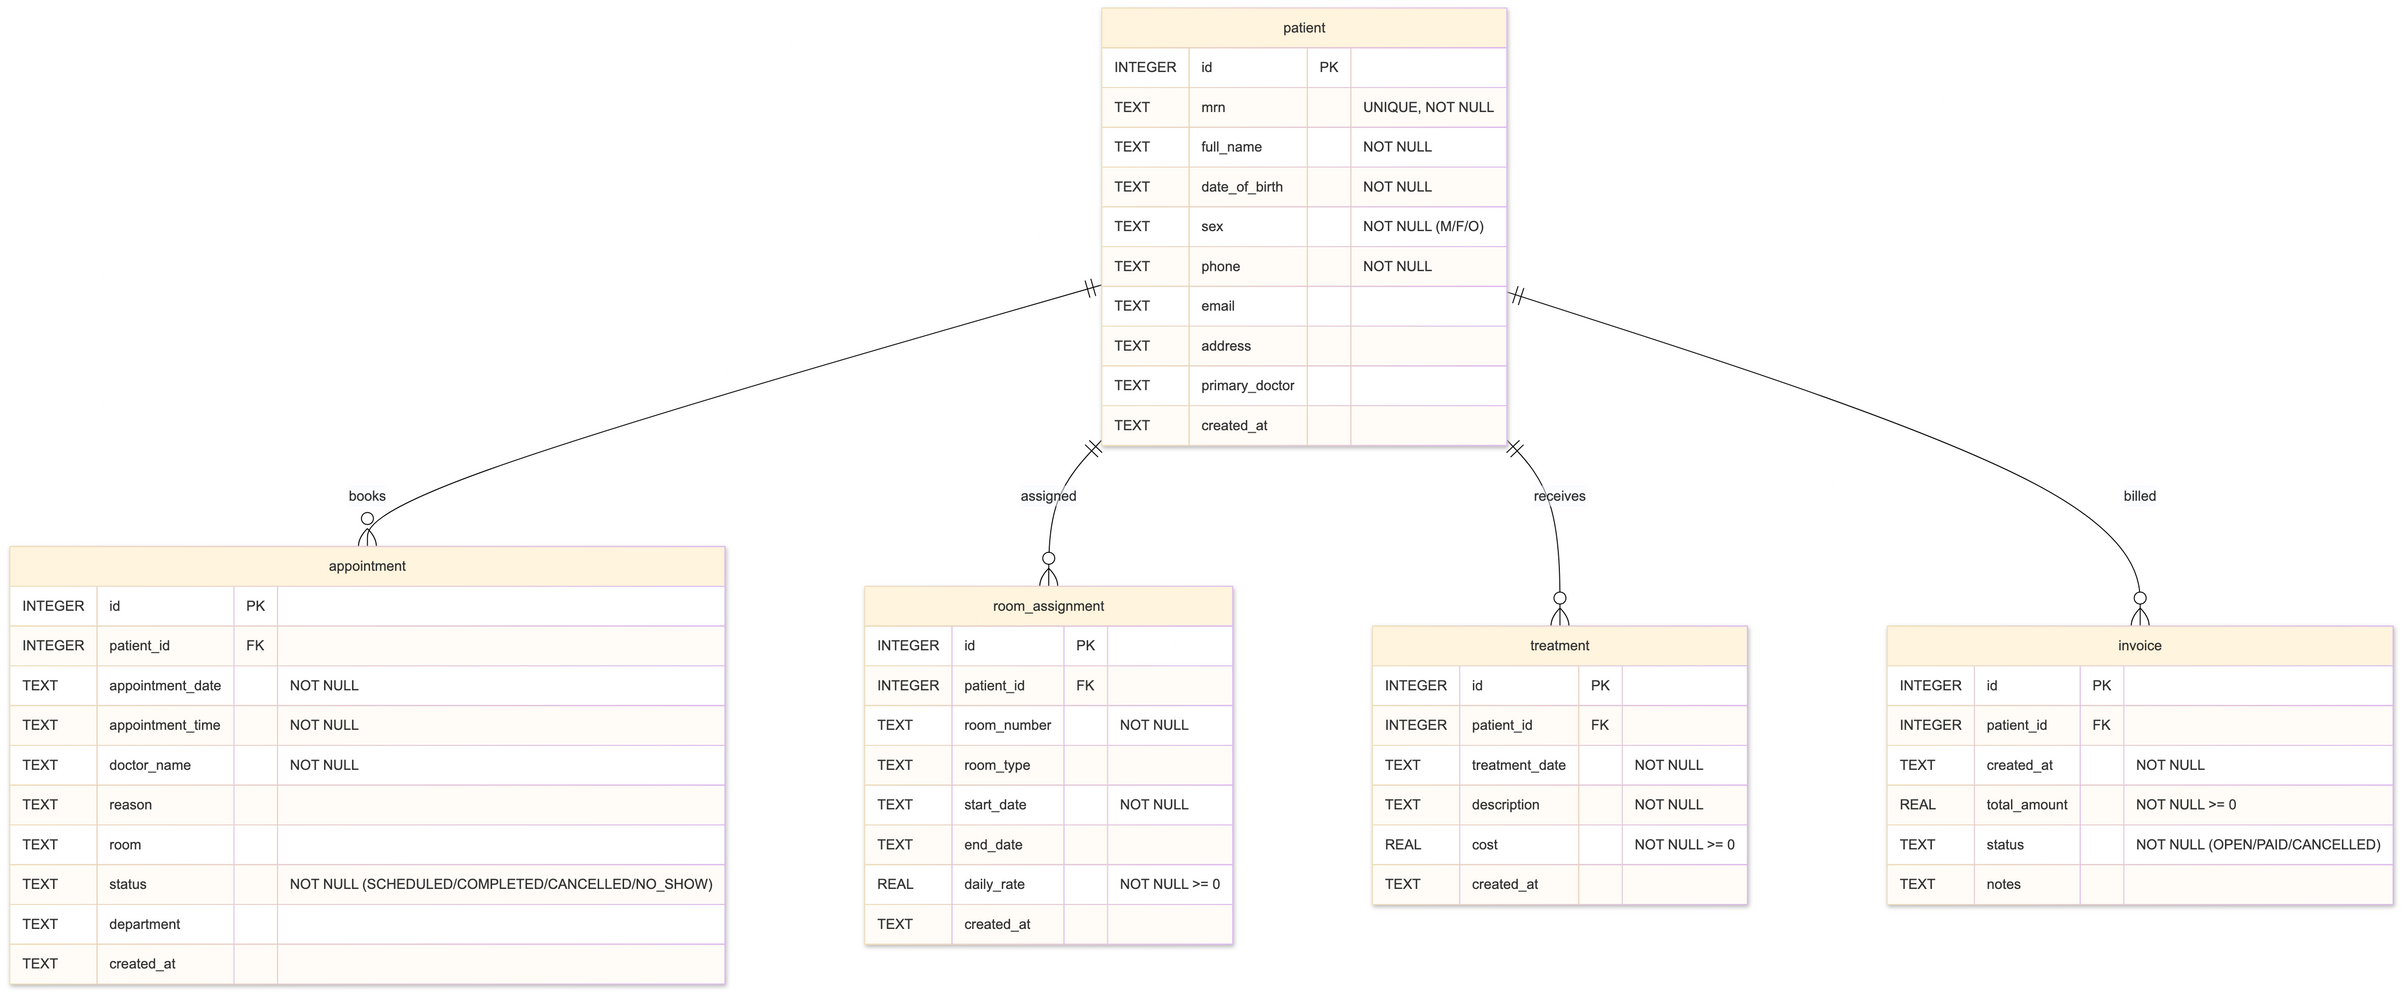 patient
INTEGER id PK
TEXT mrn UNIQUE, NOT NULL
TEXT full_name NOT NULL
TEXT date_of_birth NOT NULL
TEXT sex NOT NULL (M/F/O)
TEXT phone NOT NULL
TEXT email
TEXT address
TEXT primary_doctor
TEXT created_at
books
assigned
receives
billed
appointment
INTEGER id PK
INTEGER patient_id FK
TEXT appointment_date NOT NULL
TEXT appointment_time NOT NULL
TEXT doctor_name NOT NULL
TEXT reason
TEXT room
TEXT status NOT NULL (SCHEDULED/COMPLETED/CANCELLED/NO_SHOW)
TEXT department
TEXT created_at
room_assignment
INTEGER id PK
INTEGER patient_id FK
TEXT room_number NOT NULL
TEXT room_type
TEXT start_date NOT NULL
TEXT end_date
REAL daily_rate NOT NULL >= 0
TEXT created_at
treatment
INTEGER id PK
INTEGER patient_id FK
TEXT treatment_date NOT NULL
TEXT description NOT NULL
REAL cost NOT NULL >= 0
TEXT created_at
invoice
INTEGER id PK
INTEGER patient_id FK
TEXT created_at NOT NULL
REAL total_amount NOT NULL >= 0
TEXT status NOT NULL (OPEN/PAID/CANCELLED)
TEXT notes